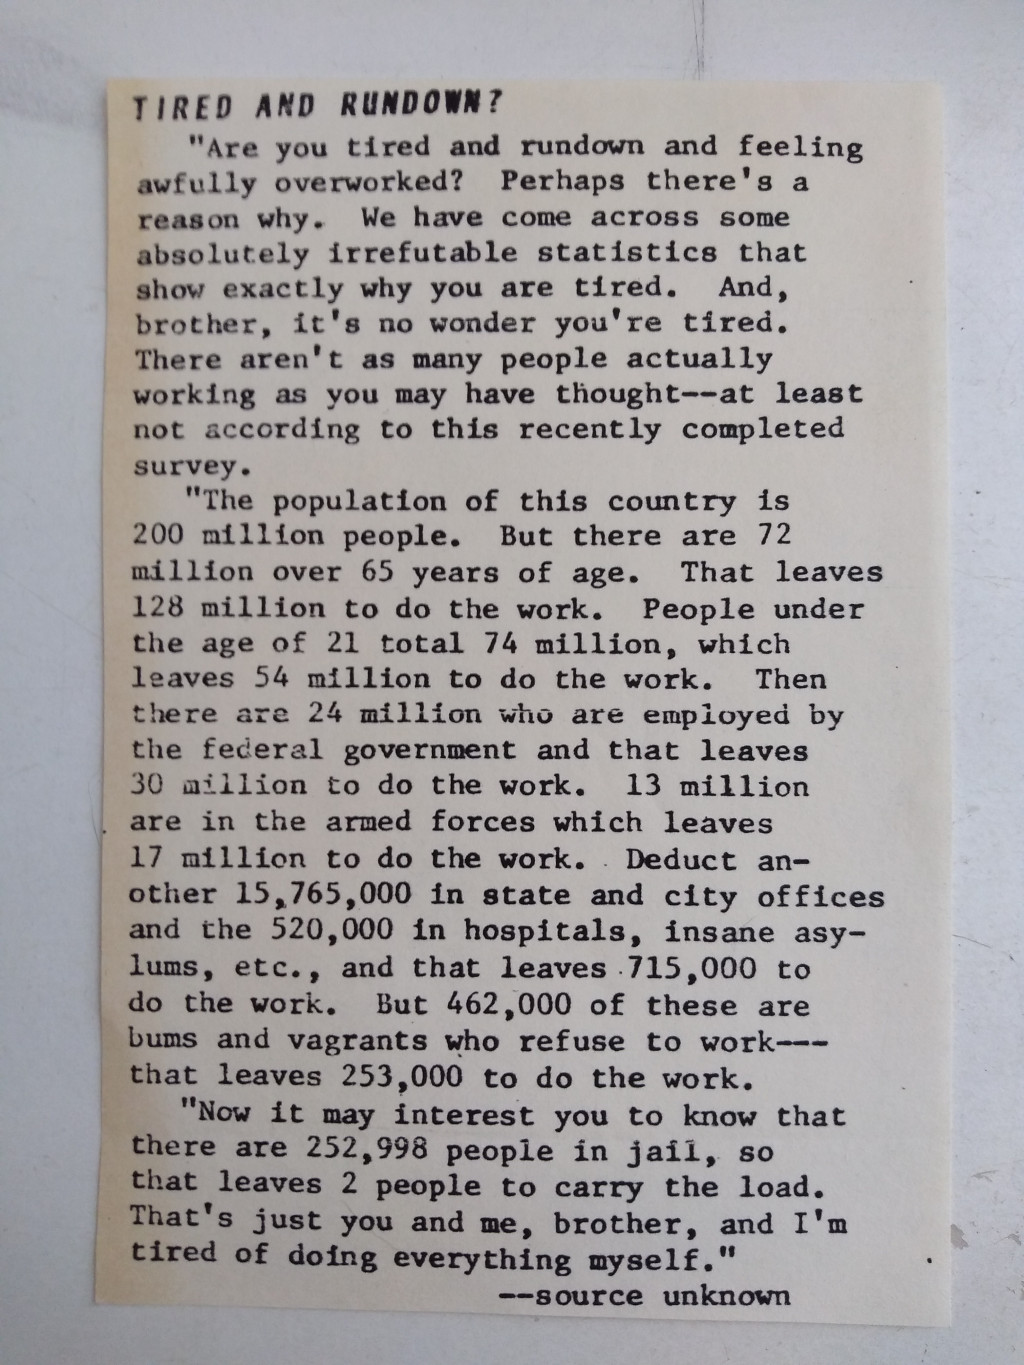 TIRED AND RUNDOWN?
"Are you tired and rundown and feeling
awfully overworked? Perhaps there's a
reason why. We have come across some
absolutely irrefutable statistics that
show exactly why you are tired. And,
brother, it's no wonder you're tired.
There aren't as many people actually
working as you may have thought--at least
not according to this recently completed
survey.
"The population of this country is
200 million people. But there are 72
million over 65 years of age. That leaves
128 million to do the work. People under
the age of 21 total 74 million, which
leaves 54 million to do the work. Then
there are 24 million who are employed by
the federal government and that leaves
30 million to do the work. 13 million
are in the armed forces which leaves
17 million to do the work. Deduct an-
other 15,765,000 in state and city offices
and the 520,000 in hospitals, insane asy-
lums, etc., and that leaves 715,000 to
do the work. But 462,000 of these are
bums and vagrants who refuse to work---
that leaves 253,000 to do the work.
"Now it may interest you to know that
there are 252,998 people in jail, so
that leaves 2 people to carry the load.
That's just you and me, brother, and I'm
tired of doing everything myself."
--source unknown